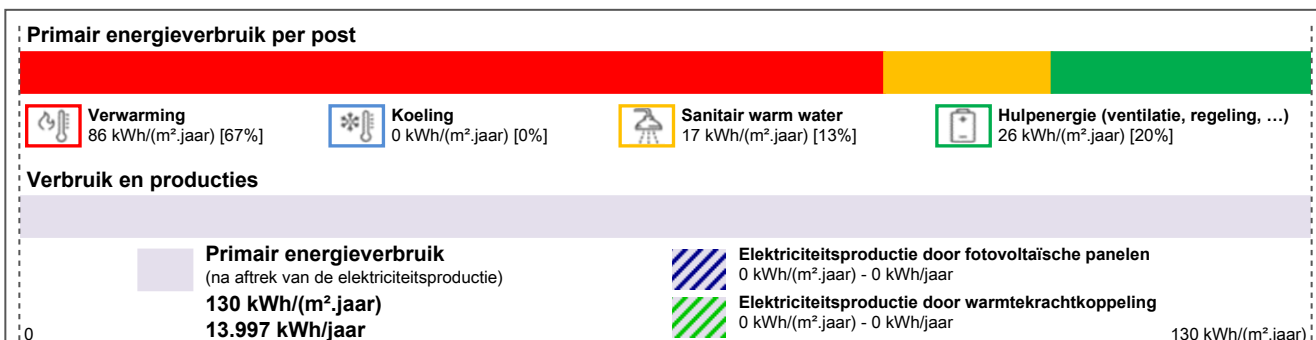 Primair energieverbruik per post
Verwarming
86 kWh/(m².jaar) [67%]
Koeling
0 kWh/(m².jaar) [0%]
Sanitair warm water
17 kWh/(m².jaar) [13%]
Hulpenergie (ventilatie, regeling, …)
26 kWh/(m².jaar) [20%]
Verbruik en producties
Primair energieverbruik
(na aftrek van de elektriciteitsproductie)
130 kWh/(m².jaar)
13.997 kWh/jaar
Elektriciteitsproductie door fotovoltaïsche panelen
0 kWh/(m².jaar) - 0 kWh/jaar
Elektriciteitsproductie door warmtekrachtkoppeling
0 kWh/(m².jaar) - 0 kWh/jaar
0
130 kWh/(m².jaar)